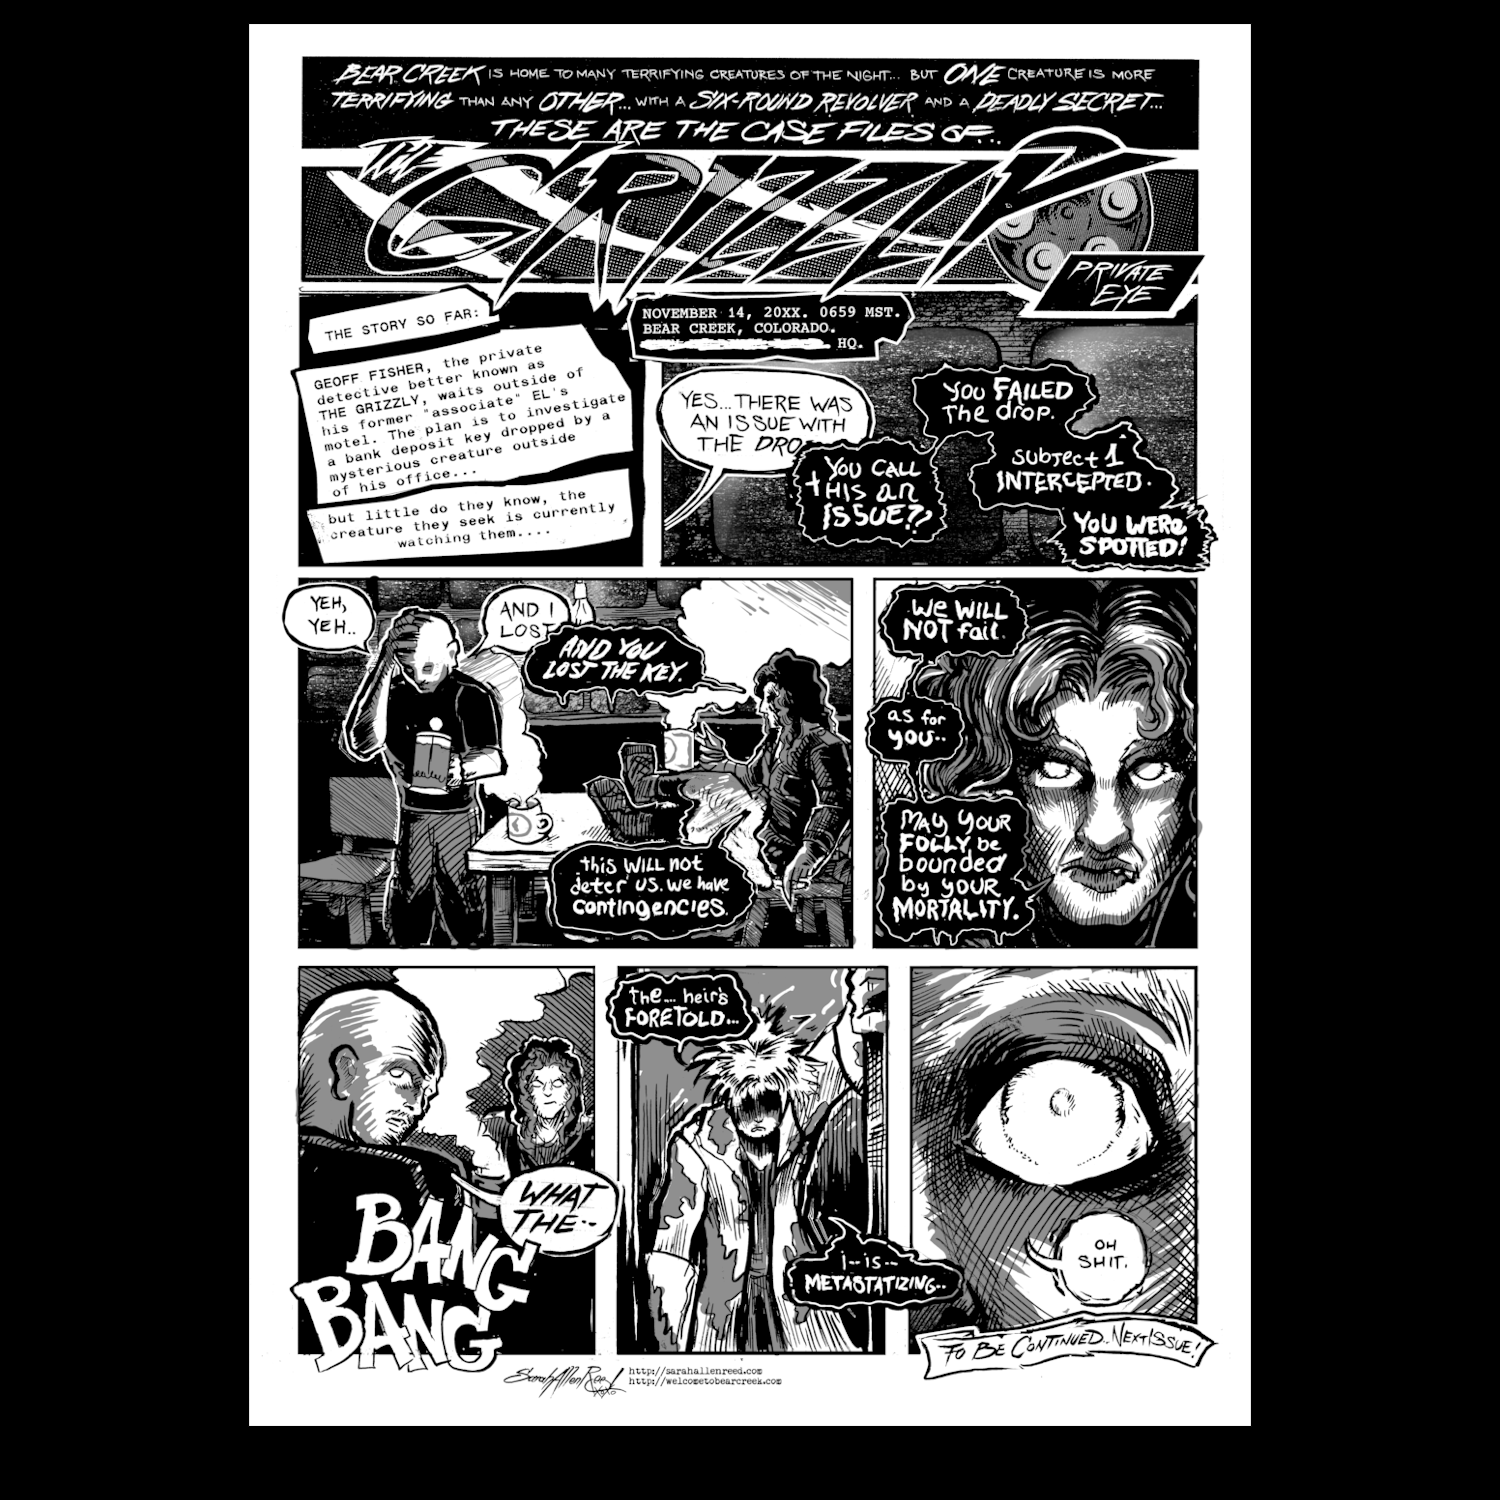 BEAR CREEK IS HOME TO MANY TERRIFYING CREATURES OF THE NIGHT... BUT ONE CREATURE IS MORE
TERRIFYING THAN ANY OTHER... WITH A SIX-ROUND REVOLVER AND A DEADLY SECRET...
THESE ARE THE CASE FILES OF...
THE
GRIZZLY
PRIVATE
EYE
THE STORY SO FAR:
GEOFF FISHER, the private
detective better known as
THE GRIZZLY, waits outside of
his former "associate" EL's
motel. The plan is to investigate
a bank deposit key dropped by a
mysterious creature outside
of his office...
but little do they know, the
creature they seek is currently
watching them....
NOVEMBER 14, 20XX. 0659 MST.
BEAR CREEK, COLORADO.
HQ.
YES...THERE WAS
AN ISSUE WITH
THE DRO
YOU CALL
tHIS an
ISSUE??
YOU FAILED
The drop.
subject 1
INTERCEPTED.
YOU WERE
SPOTTED!
YEH,
YEH..
AND I
LOST
AND YOU
LOST THE KEY.
this WILL not
deter US. We have
contingencies.
We WILL
NOT fail.
as for
you..
MAY YOUR
FOLLY be
bounded
by YOUR
MORTALITY.
WHAT
THE--
BANG
BANG
the... heir's
FORETOLD...
i--is--
METASTATIZING..
OH
SHIT.
TO BE CONTINUED..NEXT ISSUE!
Sarah Allen Reed
http://sarahallenreed.com
http://welcometobearcreek.com